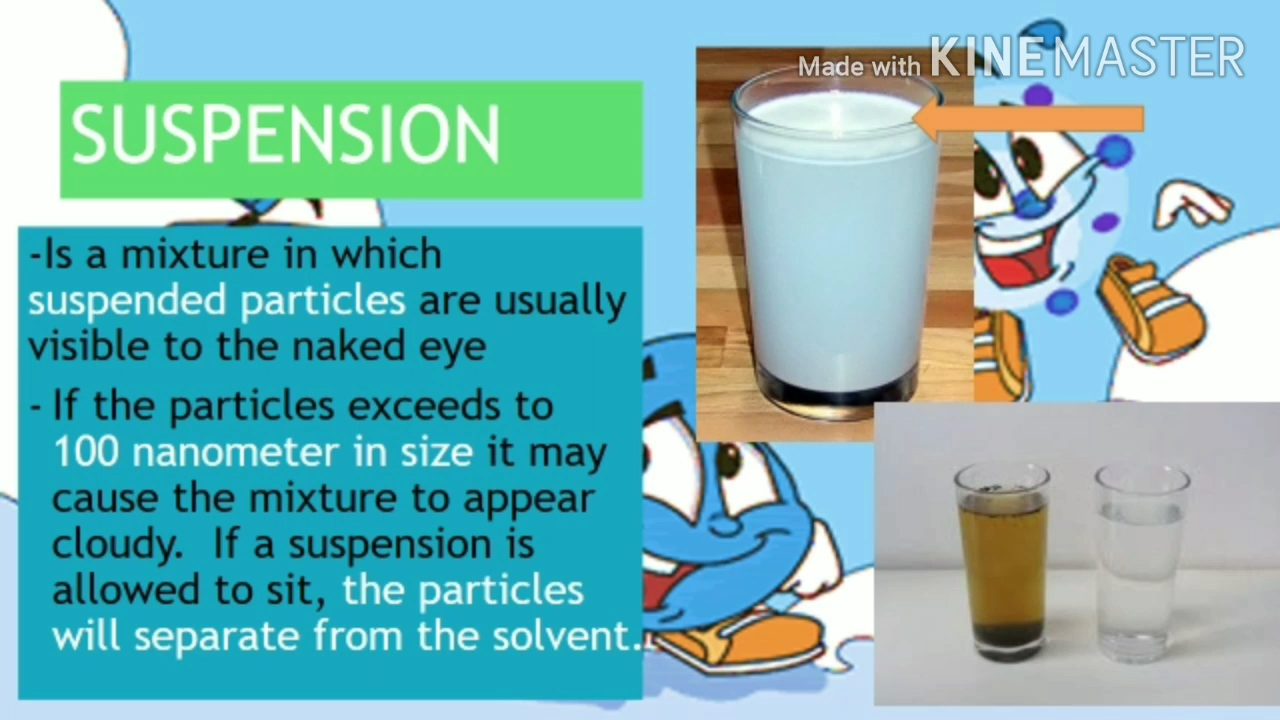 Made with KINEMASTER
SUSPENSION
-Is a mixture in which
suspended particles are usually
visible to the naked eye
- If the particles exceeds to
100 nanometer in size it may
cause the mixture to appear
cloudy. If a suspension is
allowed to sit, the particles
will separate from the solvent.